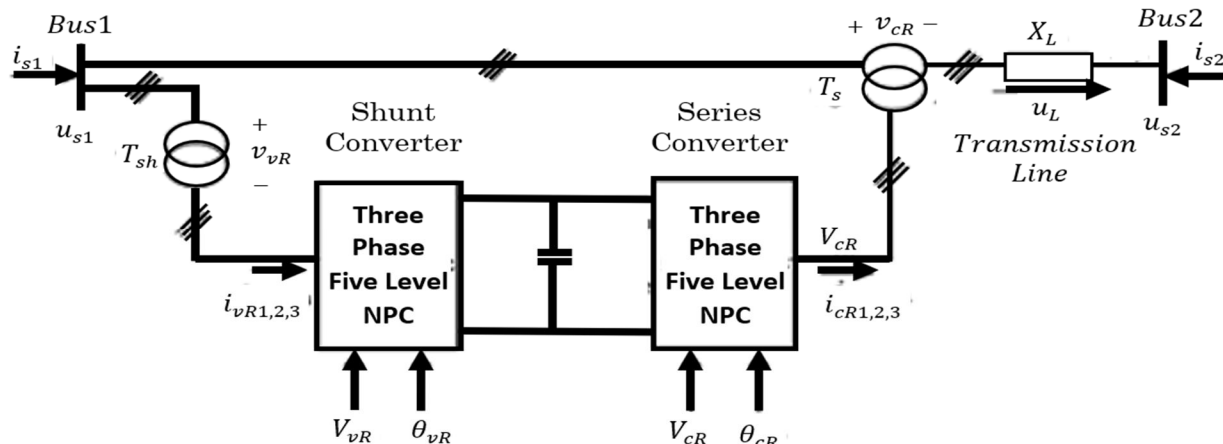 Bus1
+ v_cR −
X_L
Bus2
i_s1
i_s2
u_s1
T_sh
+
v_vR
−
Shunt
Converter
Series
Converter
T_s
u_L
u_s2
Transmission
Line
Three
Phase
Five Level
NPC
Three
Phase
Five Level
NPC
V_cR
i_vR1,2,3
i_cR1,2,3
V_vR
θ_vR
V_cR
θ_cR